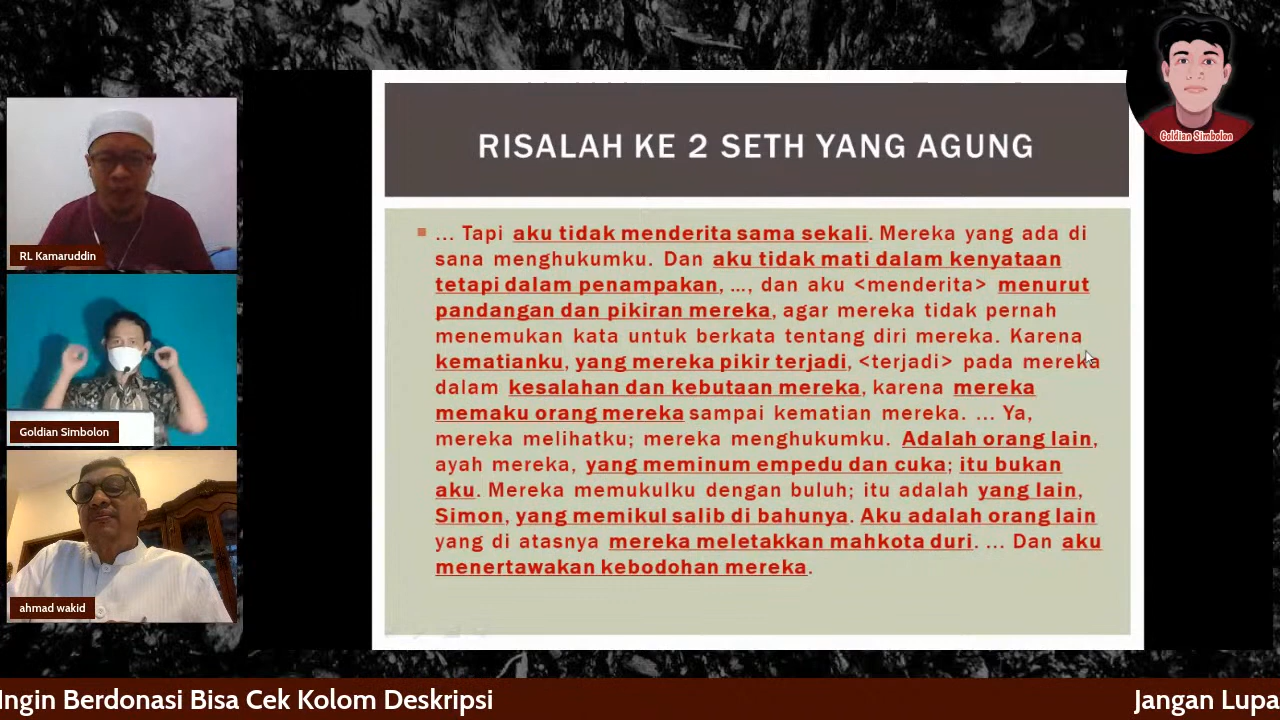 Goldian Simbolon
RISALAH KE 2 SETH YANG AGUNG
... Tapi aku tidak menderita sama sekali. Mereka yang ada di
sana menghukumku. Dan aku tidak mati dalam kenyataan
tetapi dalam penampakan, ..., dan aku <menderita> menurut
pandangan dan pikiran mereka, agar mereka tidak pernah
menemukan kata untuk berkata tentang diri mereka. Karena
kematianku, yang mereka pikir terjadi, <terjadi> pada mereka
dalam kesalahan dan kebutaan mereka, karena mereka
memaku orang mereka sampai kematian mereka. ... Ya,
mereka melihatku; mereka menghukumku. Adalah orang lain,
ayah mereka, yang meminum empedu dan cuka; itu bukan
aku. Mereka memukulku dengan buluh; itu adalah yang lain,
Simon, yang memikul salib di bahunya. Aku adalah orang lain
yang di atasnya mereka meletakkan mahkota duri. ... Dan aku
menertawakan kebodohan mereka.
RL Kamaruddin
Goldian Simbolon
ahmad wakid
Ingin Berdonasi Bisa Cek Kolom Deskripsi
Jangan Lupa